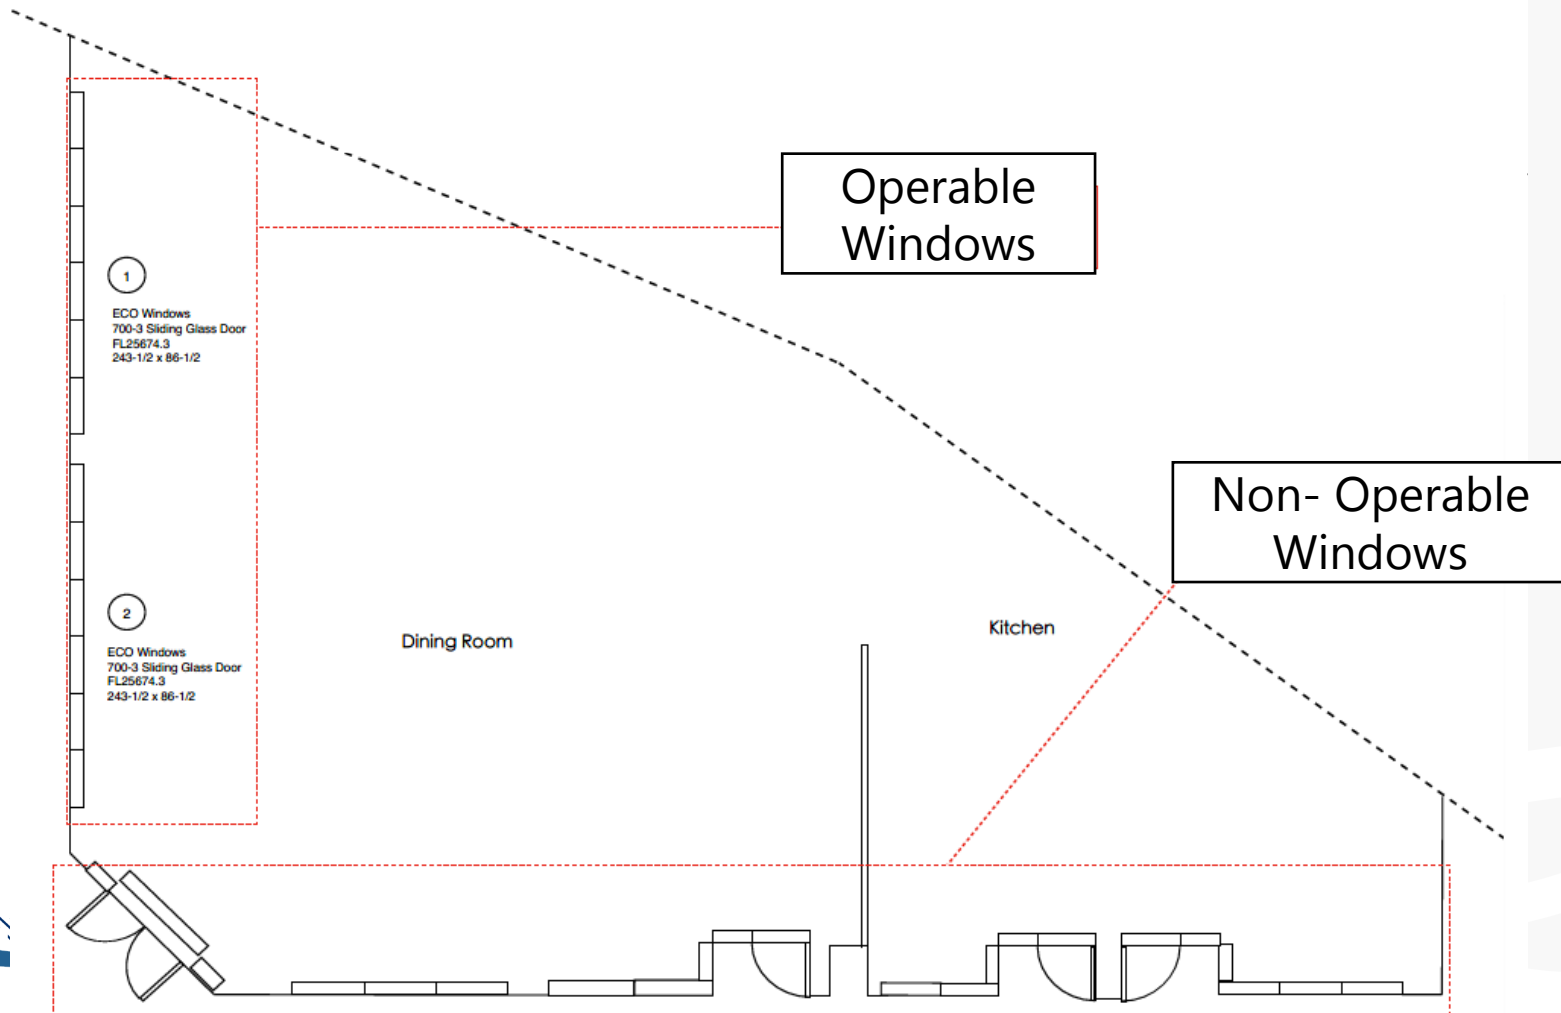 Operable
Windows
1
ECO Windows
700-3 Sliding Glass Door
FL25674.3
243-1/2 x 86-1/2
Non- Operable
Windows
2
ECO Windows
700-3 Sliding Glass Door
FL25674.3
243-1/2 x 86-1/2
Dining Room
Kitchen